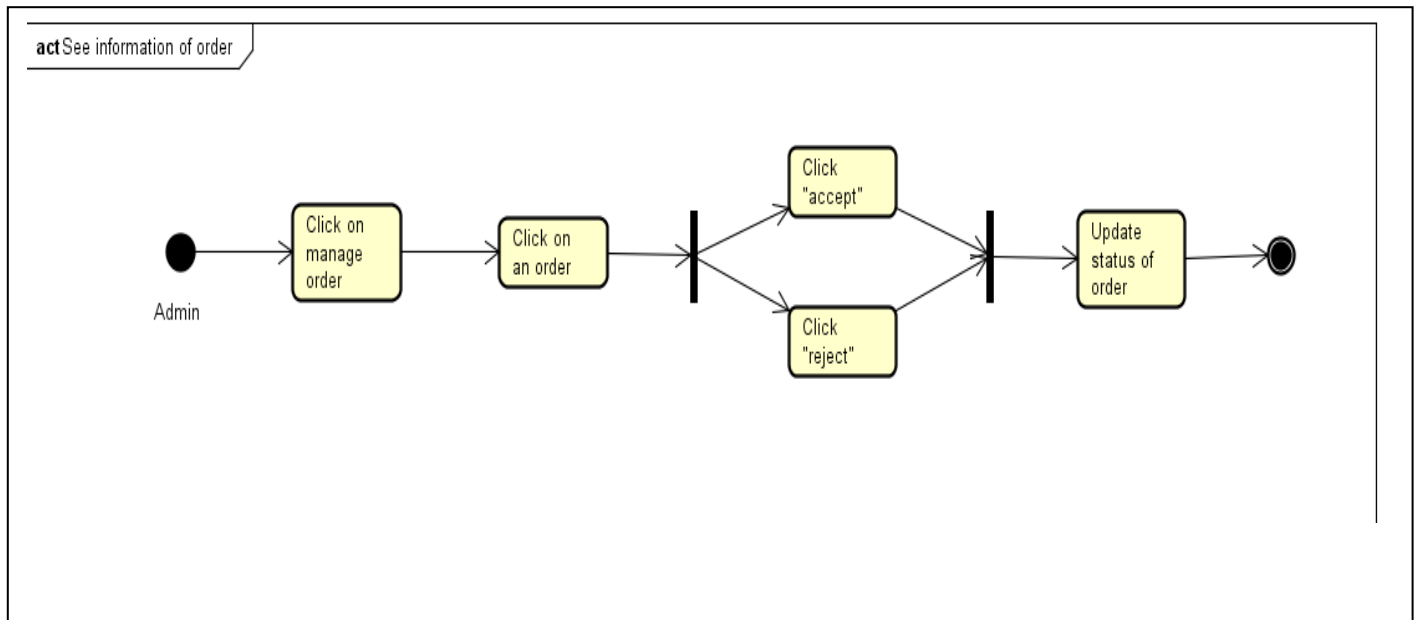 act See information of order
Click on
manage
order
Admin
Click on
an order
Click
"accept"
Click
"reject"
Update
status of
order